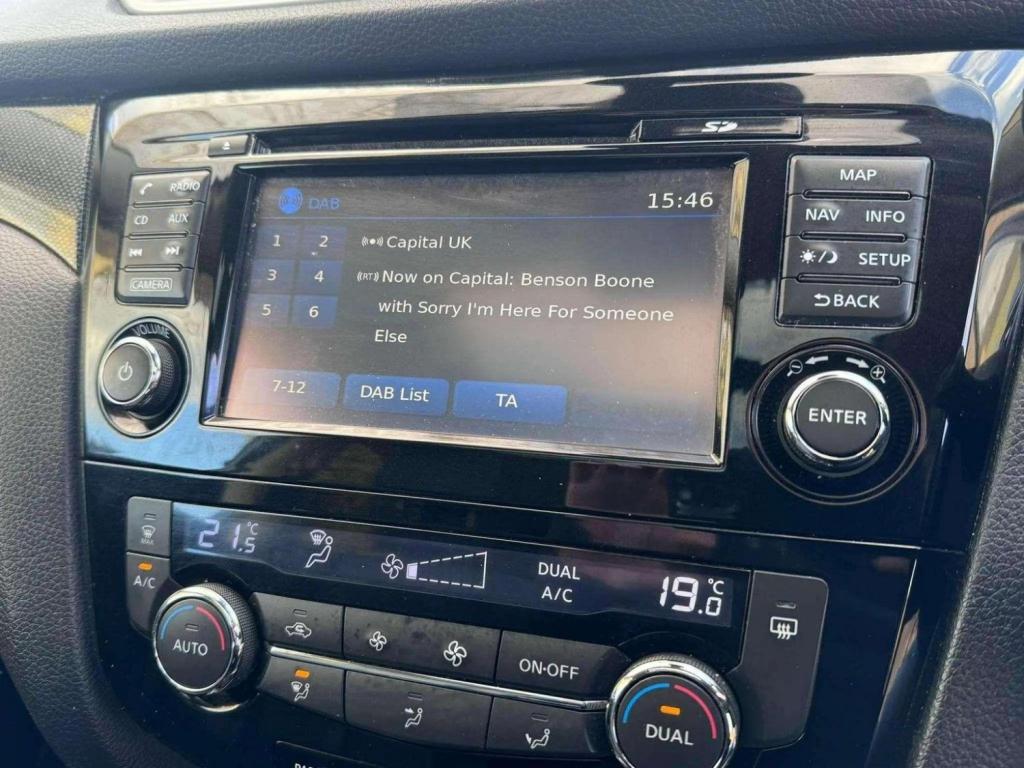 SD
RADIO
CD AUX
CAMERA
VOLUME
DAB 15:46
1 2
3 4
5 6
Capital UK
(RT) Now on Capital: Benson Boone
with Sorry I'm Here For Someone
Else
7-12 DAB List TA
MAP
NAV INFO
SETUP
BACK
ENTER
MAX
A/C
21.5 °C
DUAL
A/C
19.0 °C
AUTO
ON·OFF
DUAL